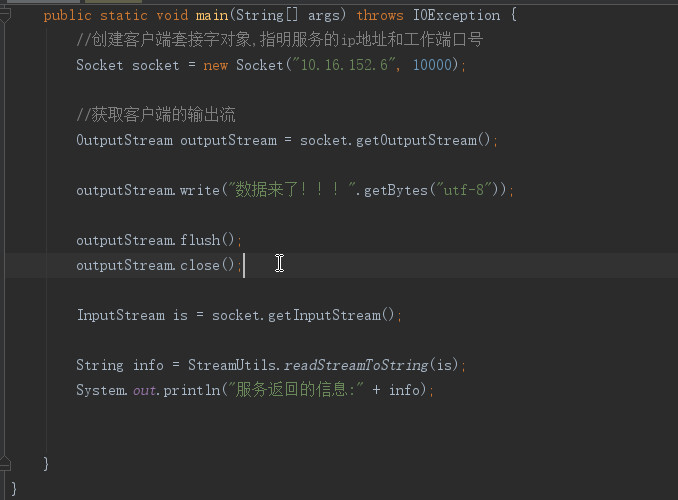 public static void main(String[] args) throws IOException {
//创建客户端套接字对象,指明服务的ip地址和工作端口号
Socket socket = new Socket("10.16.152.6", 10000);
//获取客户端的输出流
OutputStream outputStream = socket.getOutputStream();
outputStream.write("数据来了！！！".getBytes("utf-8"));
outputStream.flush();
outputStream.close();
InputStream is = socket.getInputStream();
String info = StreamUtils.readStreamToString(is);
System.out.println("服务返回的信息:" + info);
}
}